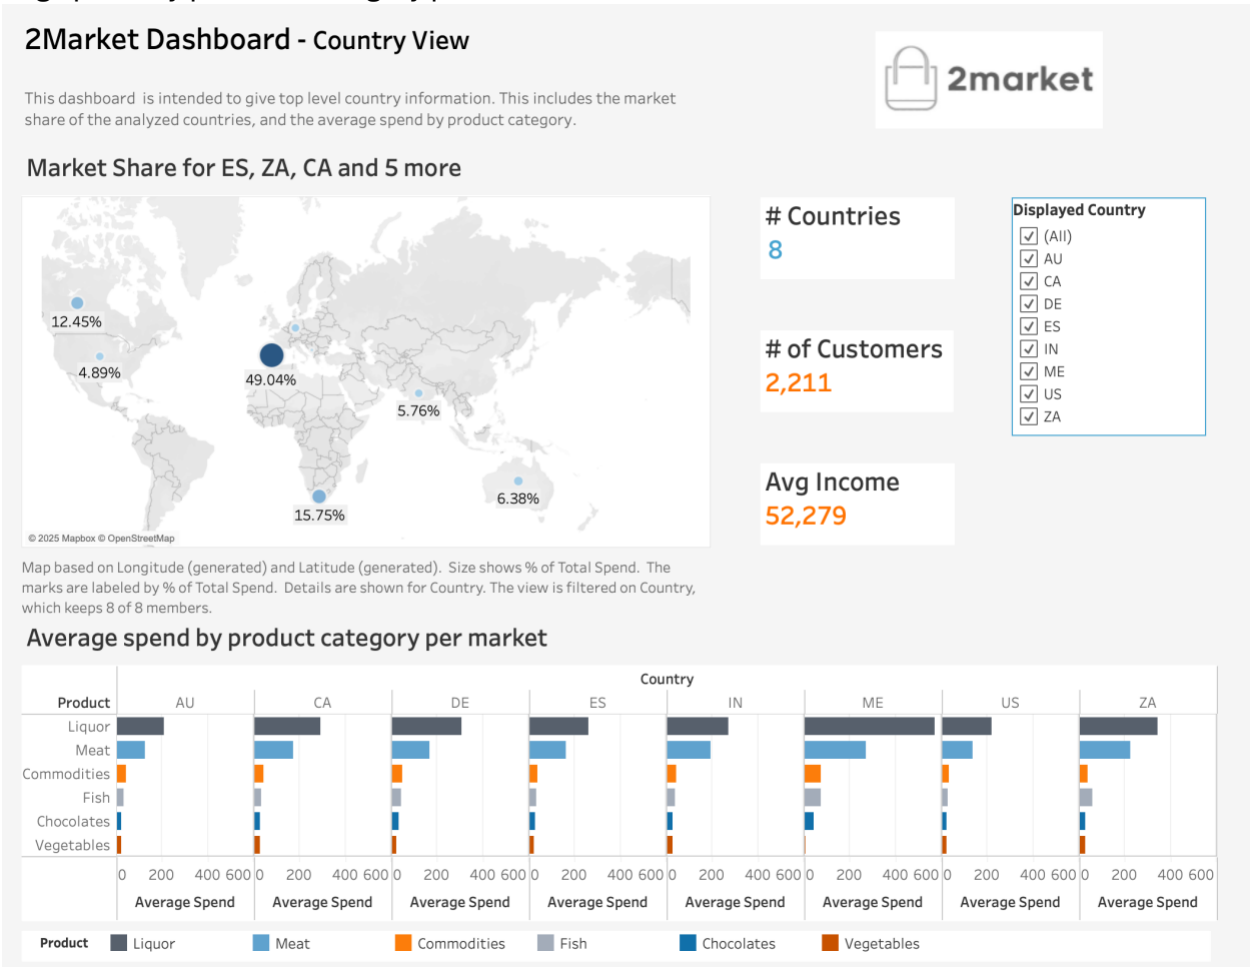 2Market Dashboard - Country View
2market
This dashboard  is intended to give top level country information. This includes the market
share of the analyzed countries, and the average spend by product category.
Market Share for ES, ZA, CA and 5 more
12.45%
4.89%
49.04%
5.76%
15.75%
6.38%
© 2025 Mapbox © OpenStreetMap
# Countries
8
# of Customers
2,211
Avg Income
52,279
Displayed Country
(All)
AU
CA
DE
ES
IN
ME
US
ZA
Map based on Longitude (generated) and Latitude (generated).  Size shows % of Total Spend.  The
marks are labeled by % of Total Spend.  Details are shown for Country. The view is filtered on Country,
which keeps 8 of 8 members.
Average spend by product category per market
Country
Product AU CA DE ES IN ME US ZA
Liquor
Meat
Commodities
Fish
Chocolates
Vegetables
0 200 400 600 0 200 400 600 0 200 400 600 0 200 400 600 0 200 400 600 0 200 400 600 0 200 400 600 0 200 400 600
Average Spend Average Spend Average Spend Average Spend Average Spend Average Spend Average Spend Average Spend
Product Liquor Meat Commodities Fish Chocolates Vegetables